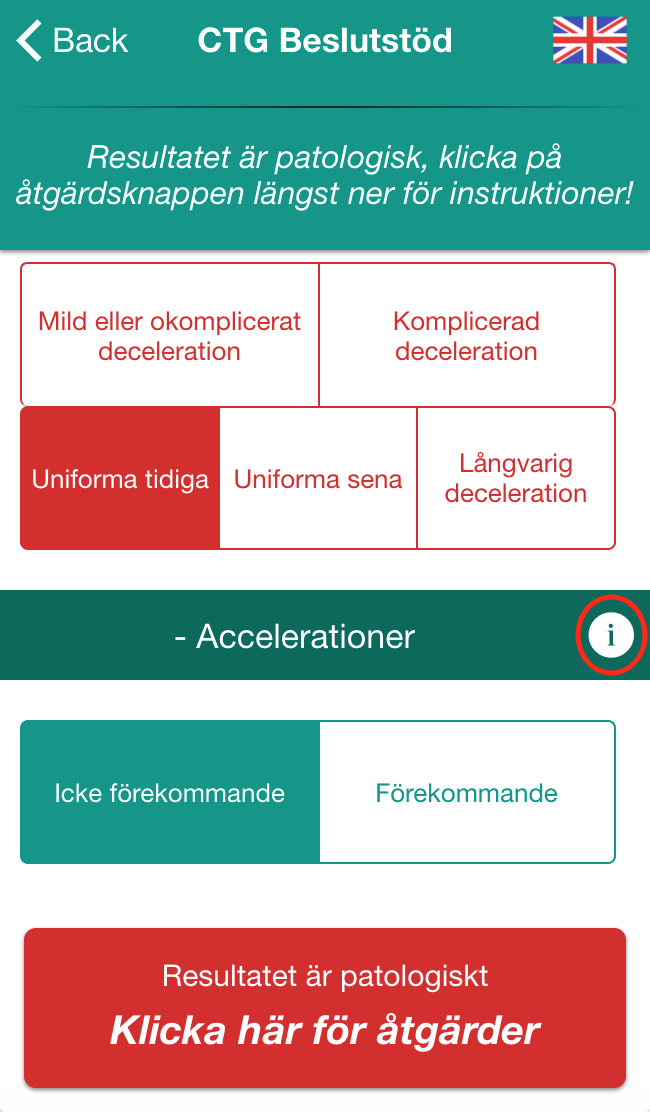 Back
CTG Beslutstöd
Resultatet är patologisk, klicka på
åtgärdsknappen längst ner för instruktioner!
Mild eller okomplicerat
deceleration
Komplicerad
deceleration
Uniforma tidiga
Uniforma sena
Långvarig
deceleration
- Accelerationer
i
Icke förekommande
Förekommande
Resultatet är patologiskt
Klicka här för åtgärder